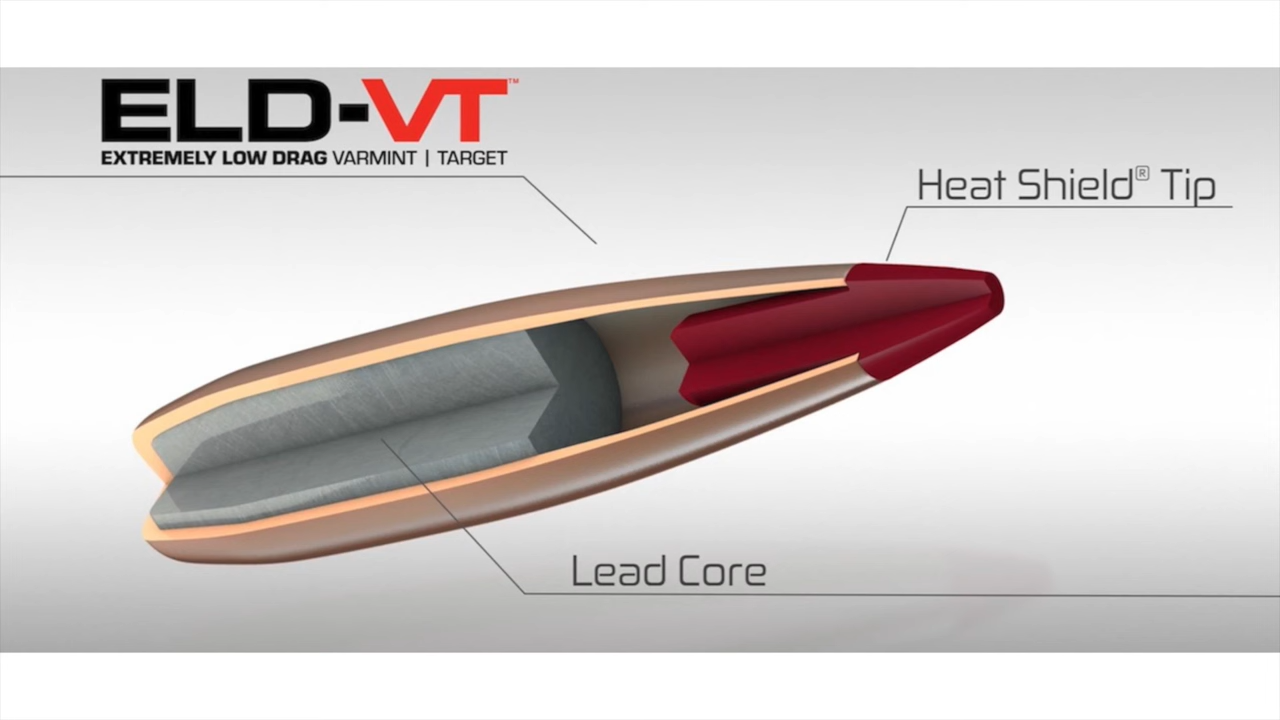 ELD-VT™
EXTREMELY LOW DRAG VARMINT | TARGET
Heat Shield® Tip
Lead Core